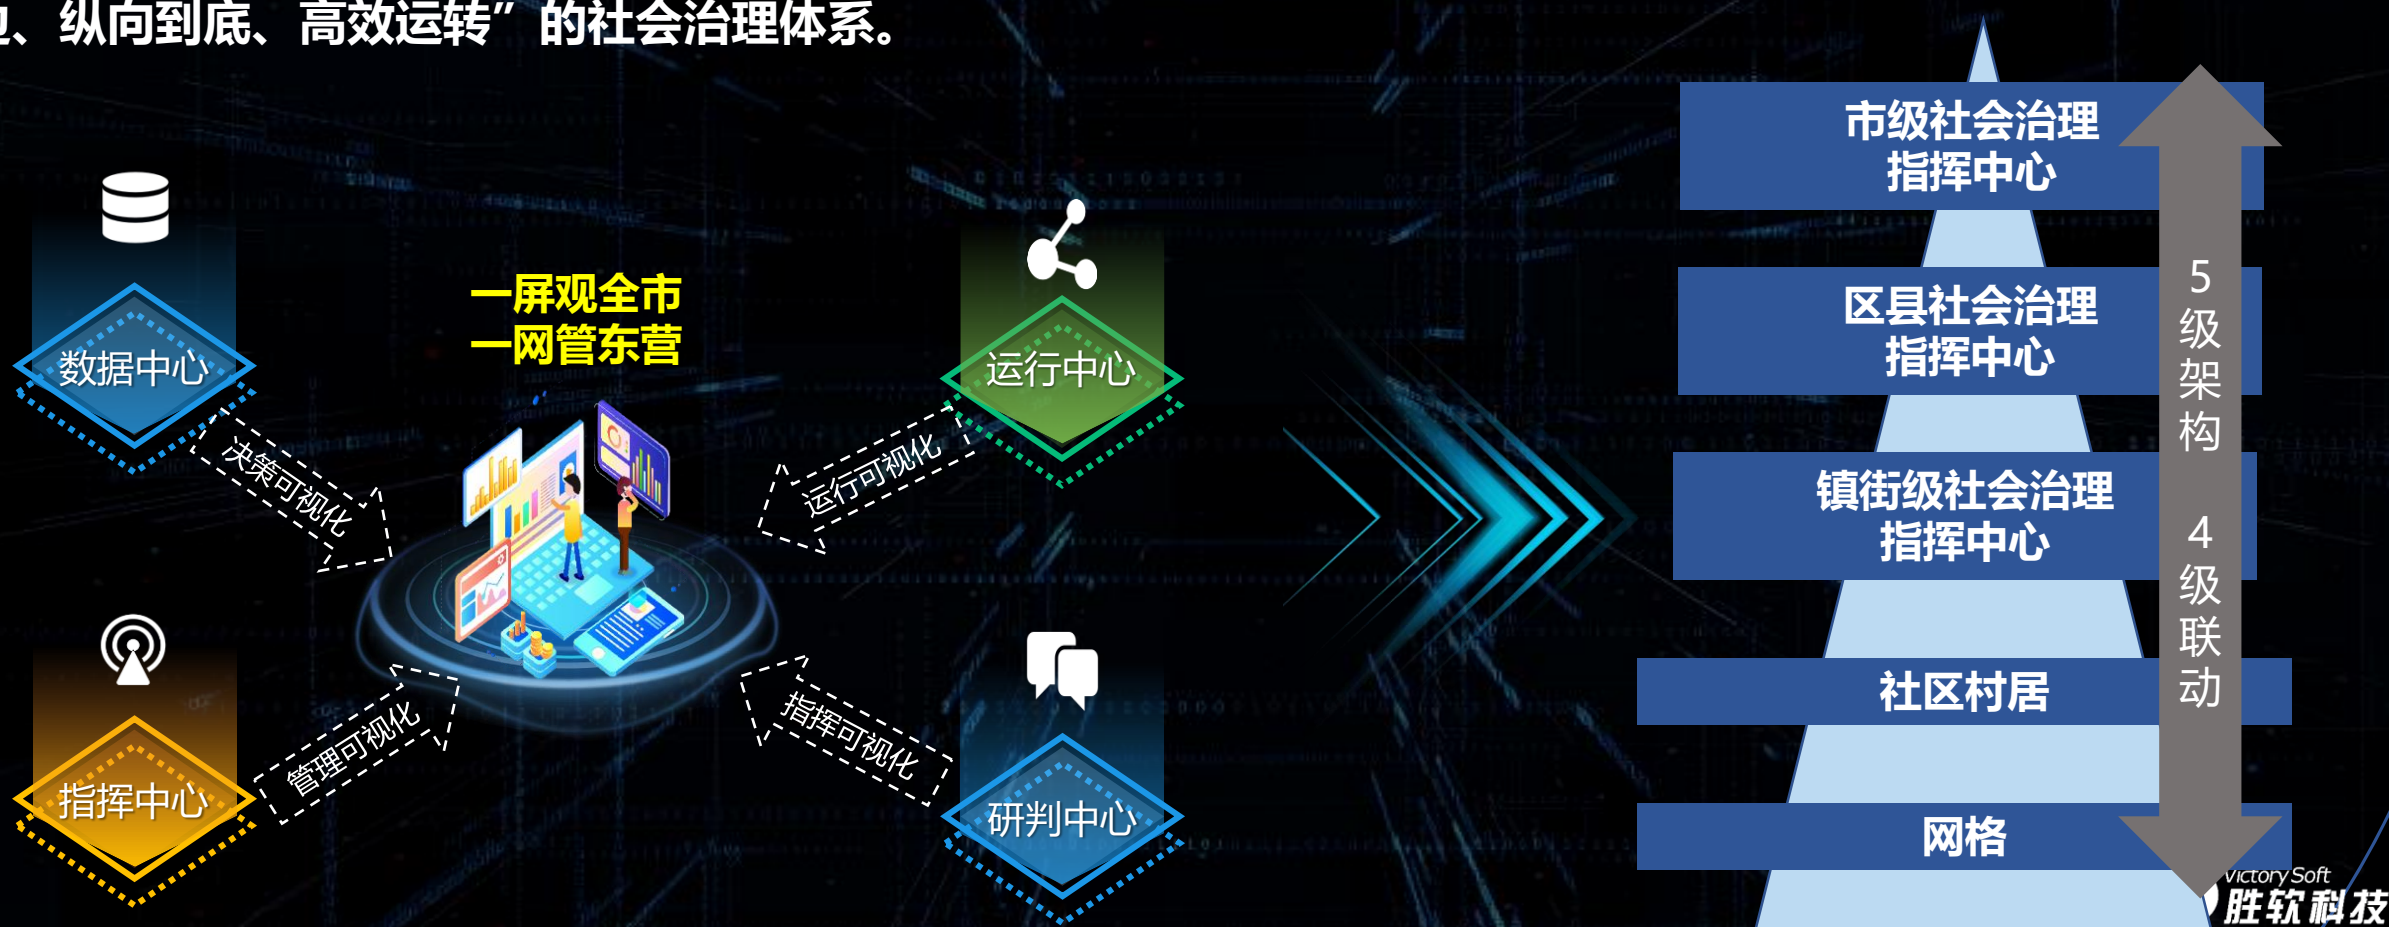 、纵向到底、高效运转”的社会治理体系。
一屏观全市
一网管东营
数据中心
运行中心
决策可视化
运行可视化
指挥中心
研判中心
管理可视化
指挥可视化
市级社会治理
指挥中心
区县社会治理
指挥中心
镇街级社会治理
指挥中心
社区村居
网格
5级架构
4级联动
Victory Soft
胜软科技